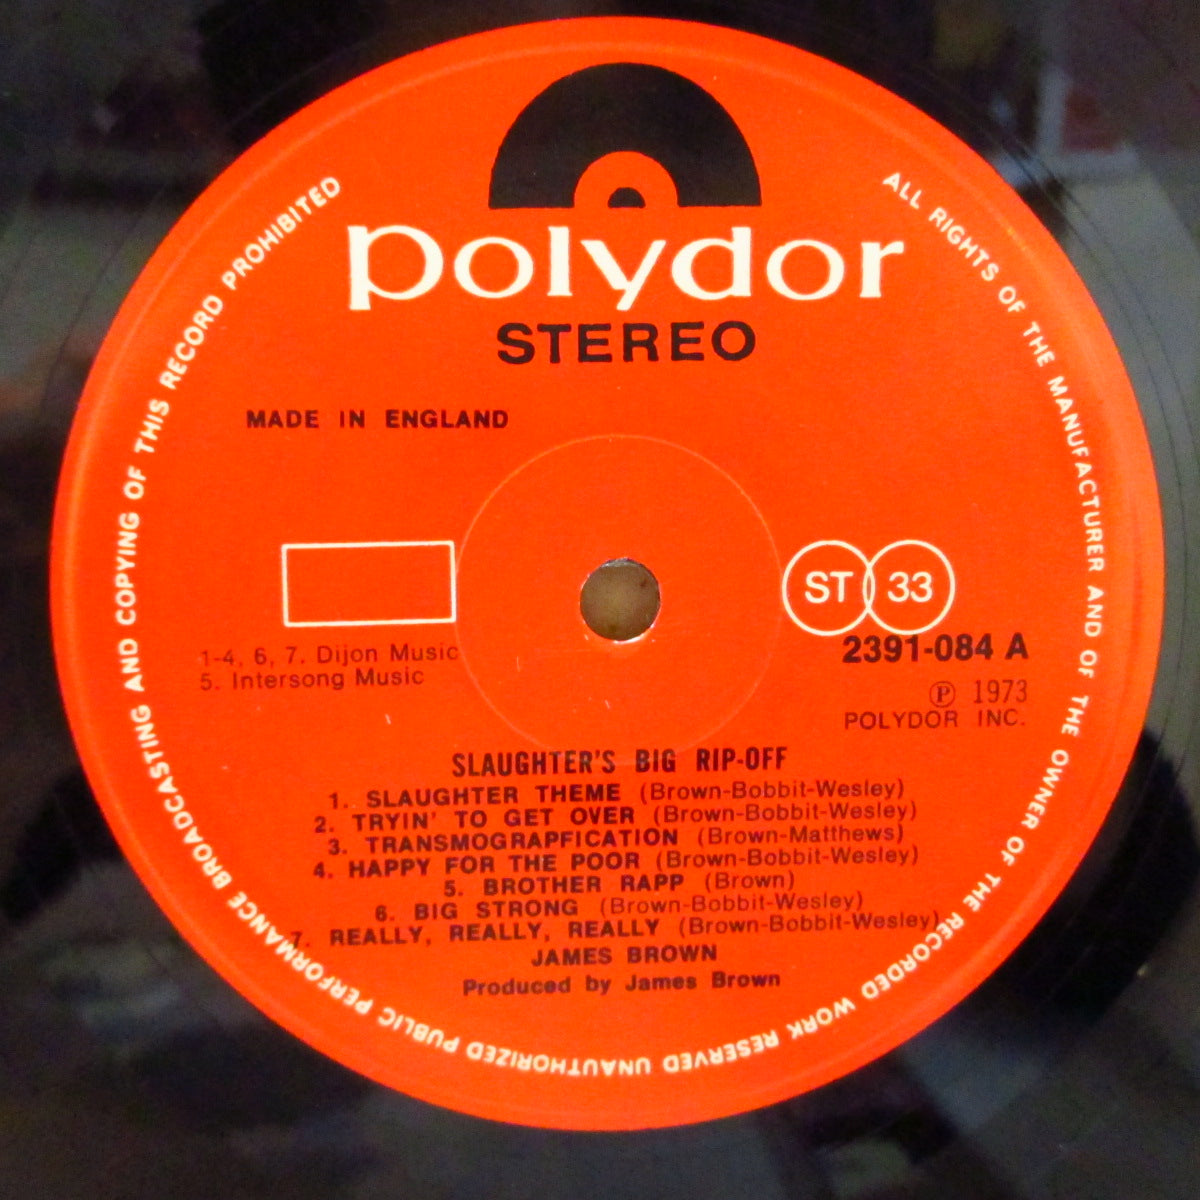 polydor
STEREO
MADE IN ENGLAND
ST 33
2391-084 A
1-4, 6, 7. Dijon Music
5. Intersong Music
Ⓟ 1973
POLYDOR INC.
SLAUGHTER'S BIG RIP-OFF
1. SLAUGHTER THEME (Brown-Bobbit-Wesley)
2. TRYIN' TO GET OVER (Brown-Bobbit-Wesley)
3. TRANSMOGRAPFICATION (Brown-Matthews)
4. HAPPY FOR THE POOR (Brown-Bobbit-Wesley)
5. BROTHER RAPP (Brown)
6. BIG STRONG (Brown-Bobbit-Wesley)
7. REALLY, REALLY, REALLY (Brown-Bobbit-Wesley)
JAMES BROWN
Produced by James Brown
ALL RIGHTS OF THE MANUFACTURER AND OF THE OWNER OF THE RECORDED WORK RESERVED UNAUTHORIZED PUBLIC PERFORMANCE BROADCASTING AND COPYING OF THIS RECORD PROHIBITED